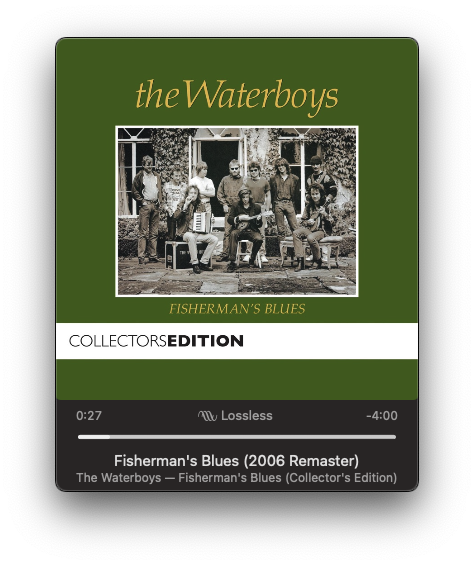 the Waterboys
FISHERMAN'S BLUES
COLLECTORSEDITION
0:27 Lossless -4:00
Fisherman's Blues (2006 Remaster)
The Waterboys — Fisherman's Blues (Collector's Edition)